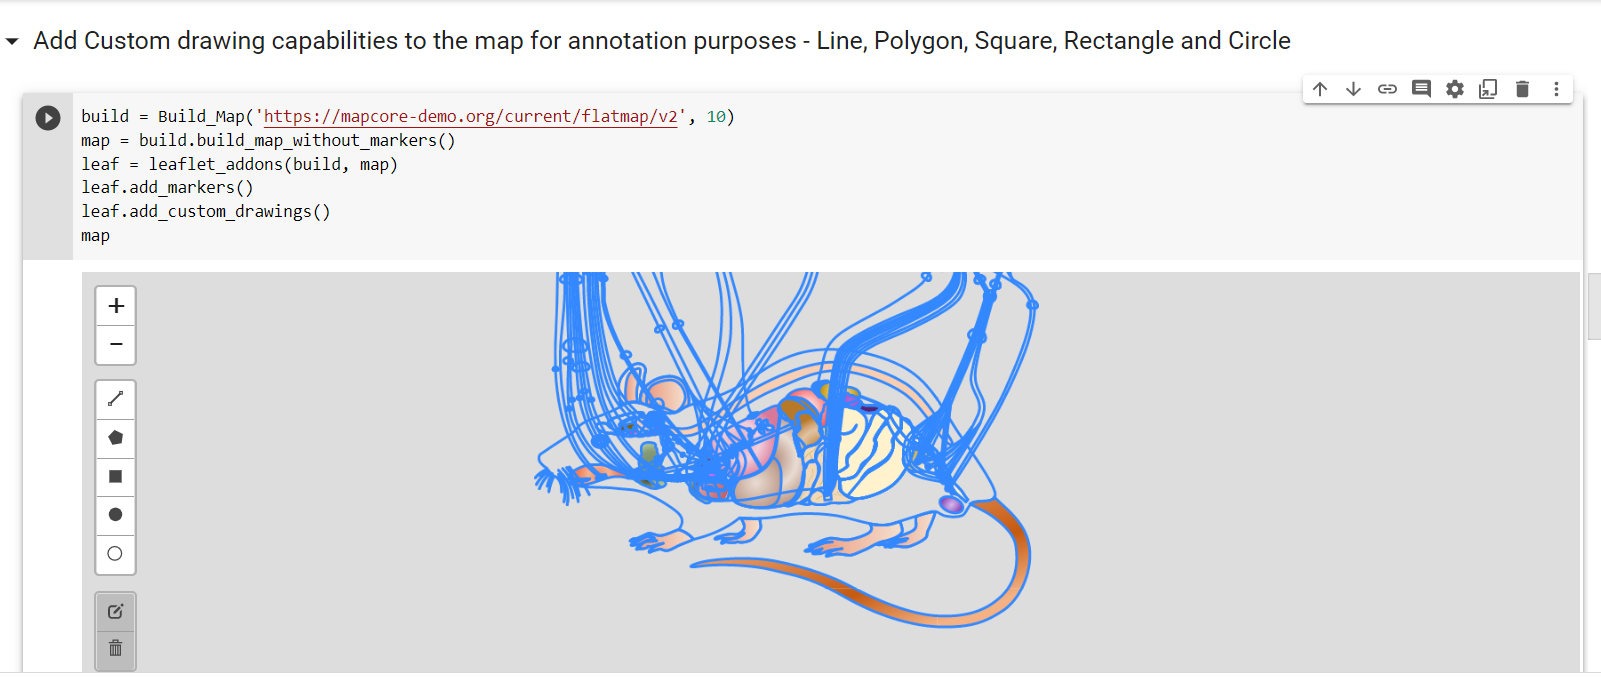 Add Custom drawing capabilities to the map for annotation purposes - Line, Polygon, Square, Rectangle and Circle
build = Build_Map('https://mapcore-demo.org/current/flatmap/v2', 10)
map = build.build_map_without_markers()
leaf = leaflet_addons(build, map)
leaf.add_markers()
leaf.add_custom_drawings()
map
+
−